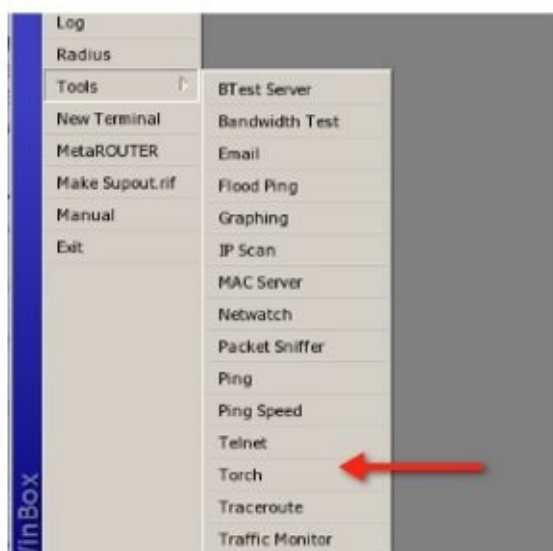 Log
Radius
Tools
New Terminal
MetaROUTER
Make Supout.rif
Manual
Exit
BTest Server
Bandwidth Test
Email
Flood Ping
Graphing
IP Scan
MAC Server
Netwatch
Packet Sniffer
Ping
Ping Speed
Telnet
Torch
Traceroute
Traffic Monitor
WinBox